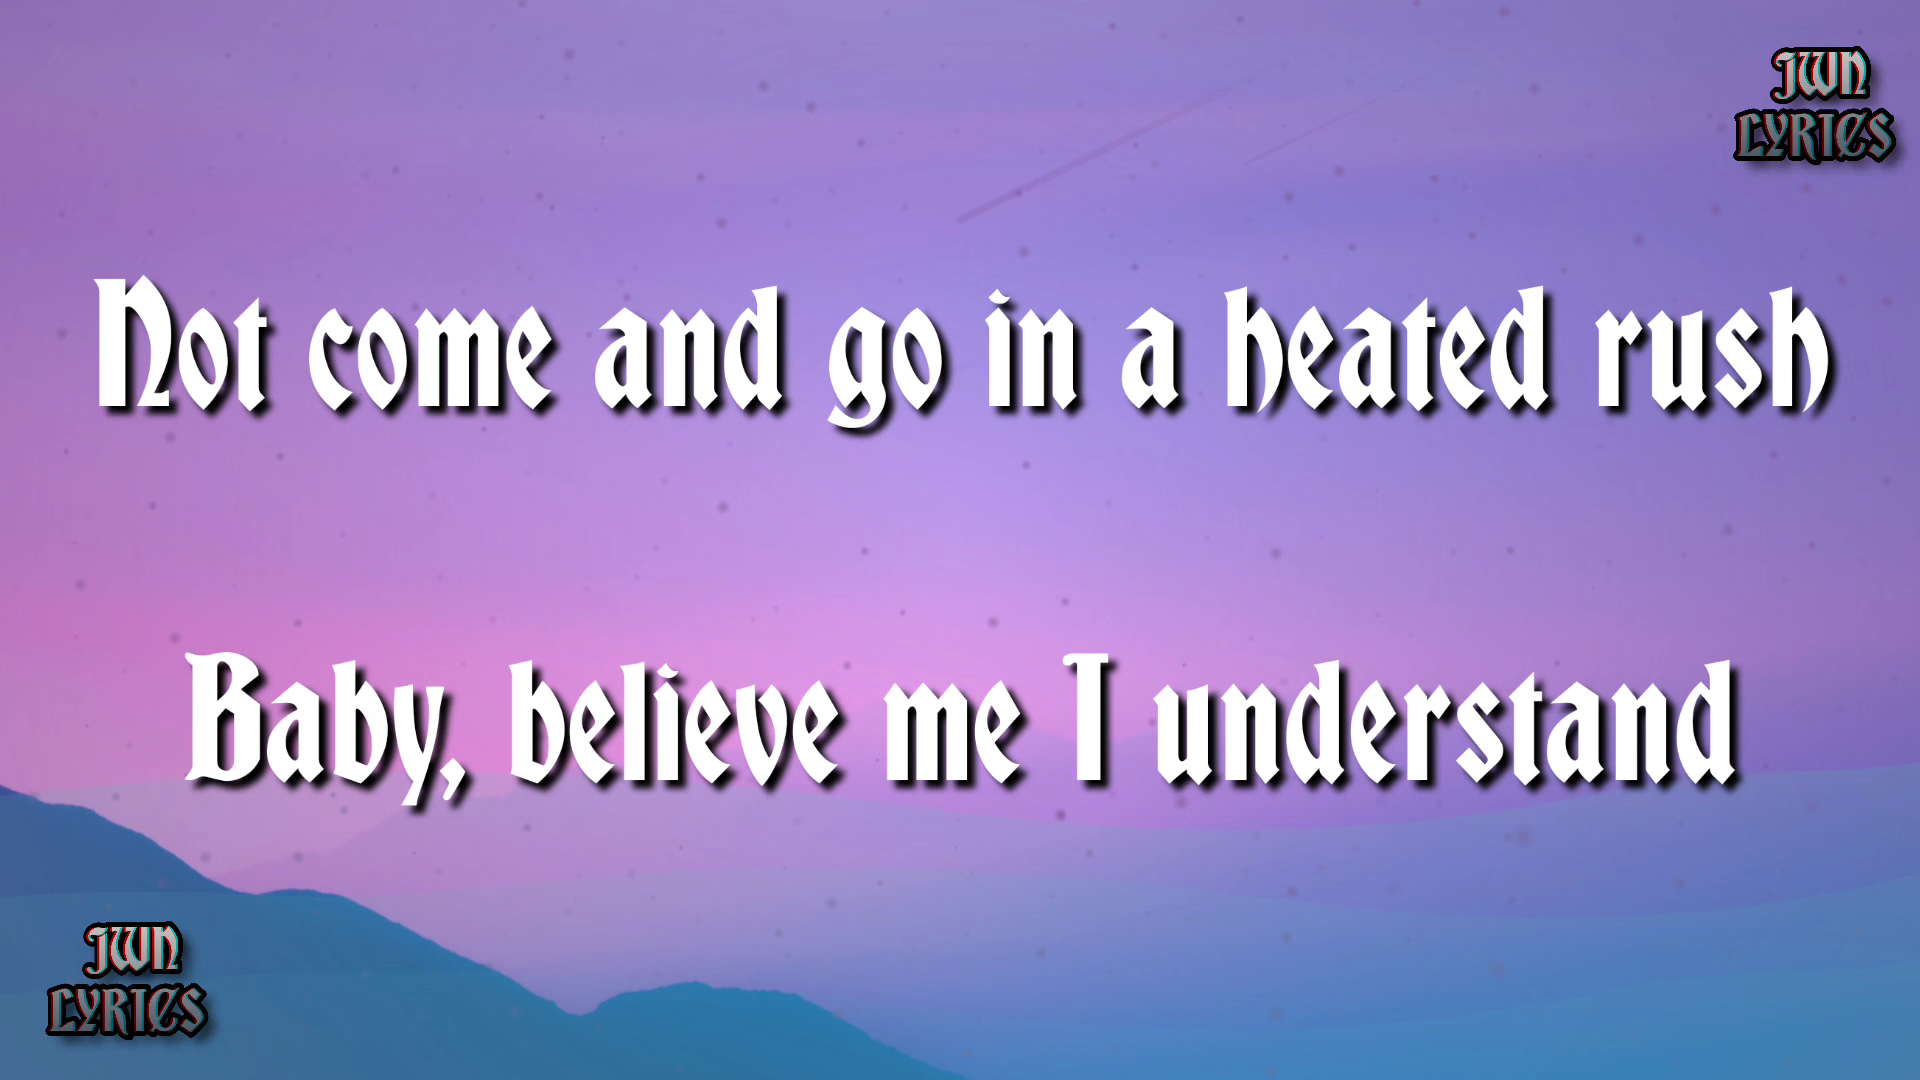 JWN
LYRICS
Not come and go in a heated rush
Baby, believe me I understand
JWN
LYRICS